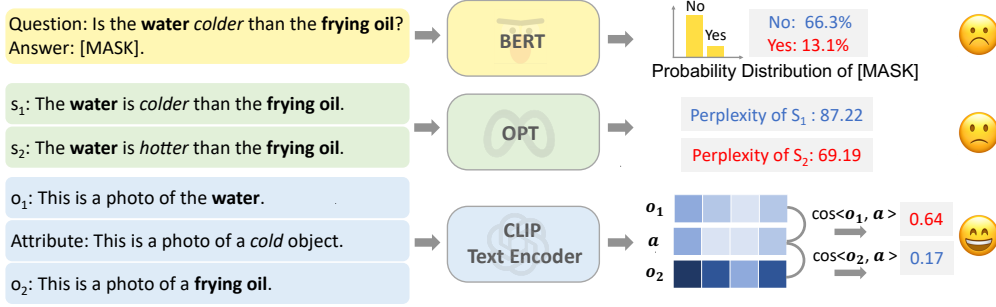 Question: Is the water colder than the frying oil?
Answer: [MASK].
BERT
No
Yes
No: 66.3%
Yes: 13.1%
Probability Distribution of [MASK]
s₁: The water is colder than the frying oil.
s₂: The water is hotter than the frying oil.
OPT
Perplexity of S₁ : 87.22
Perplexity of S₂: 69.19
o₁: This is a photo of the water.
Attribute: This is a photo of a cold object.
o₂: This is a photo of a frying oil.
CLIP
Text Encoder
o₁
a
o₂
cos<o₁, a>
0.64
cos<o₂, a>
0.17